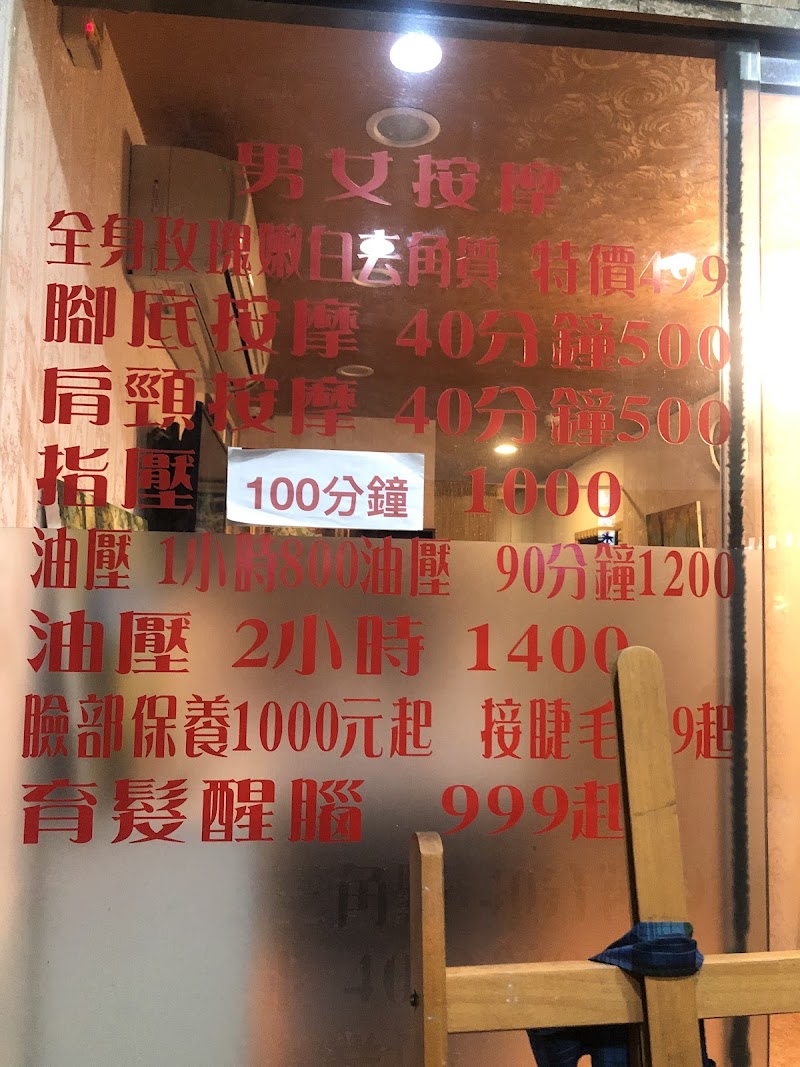 男女按摩
全身玫瑰嫩白去角質 特價499
腳底按摩 40分鐘500
肩頸按摩 40分鐘500
指壓 100分鐘 1000
油壓 1小時800油壓 90分鐘1200
油壓 2小時 1400
臉部保養1000元起 接睫毛 9起
育髮醒腦 999起